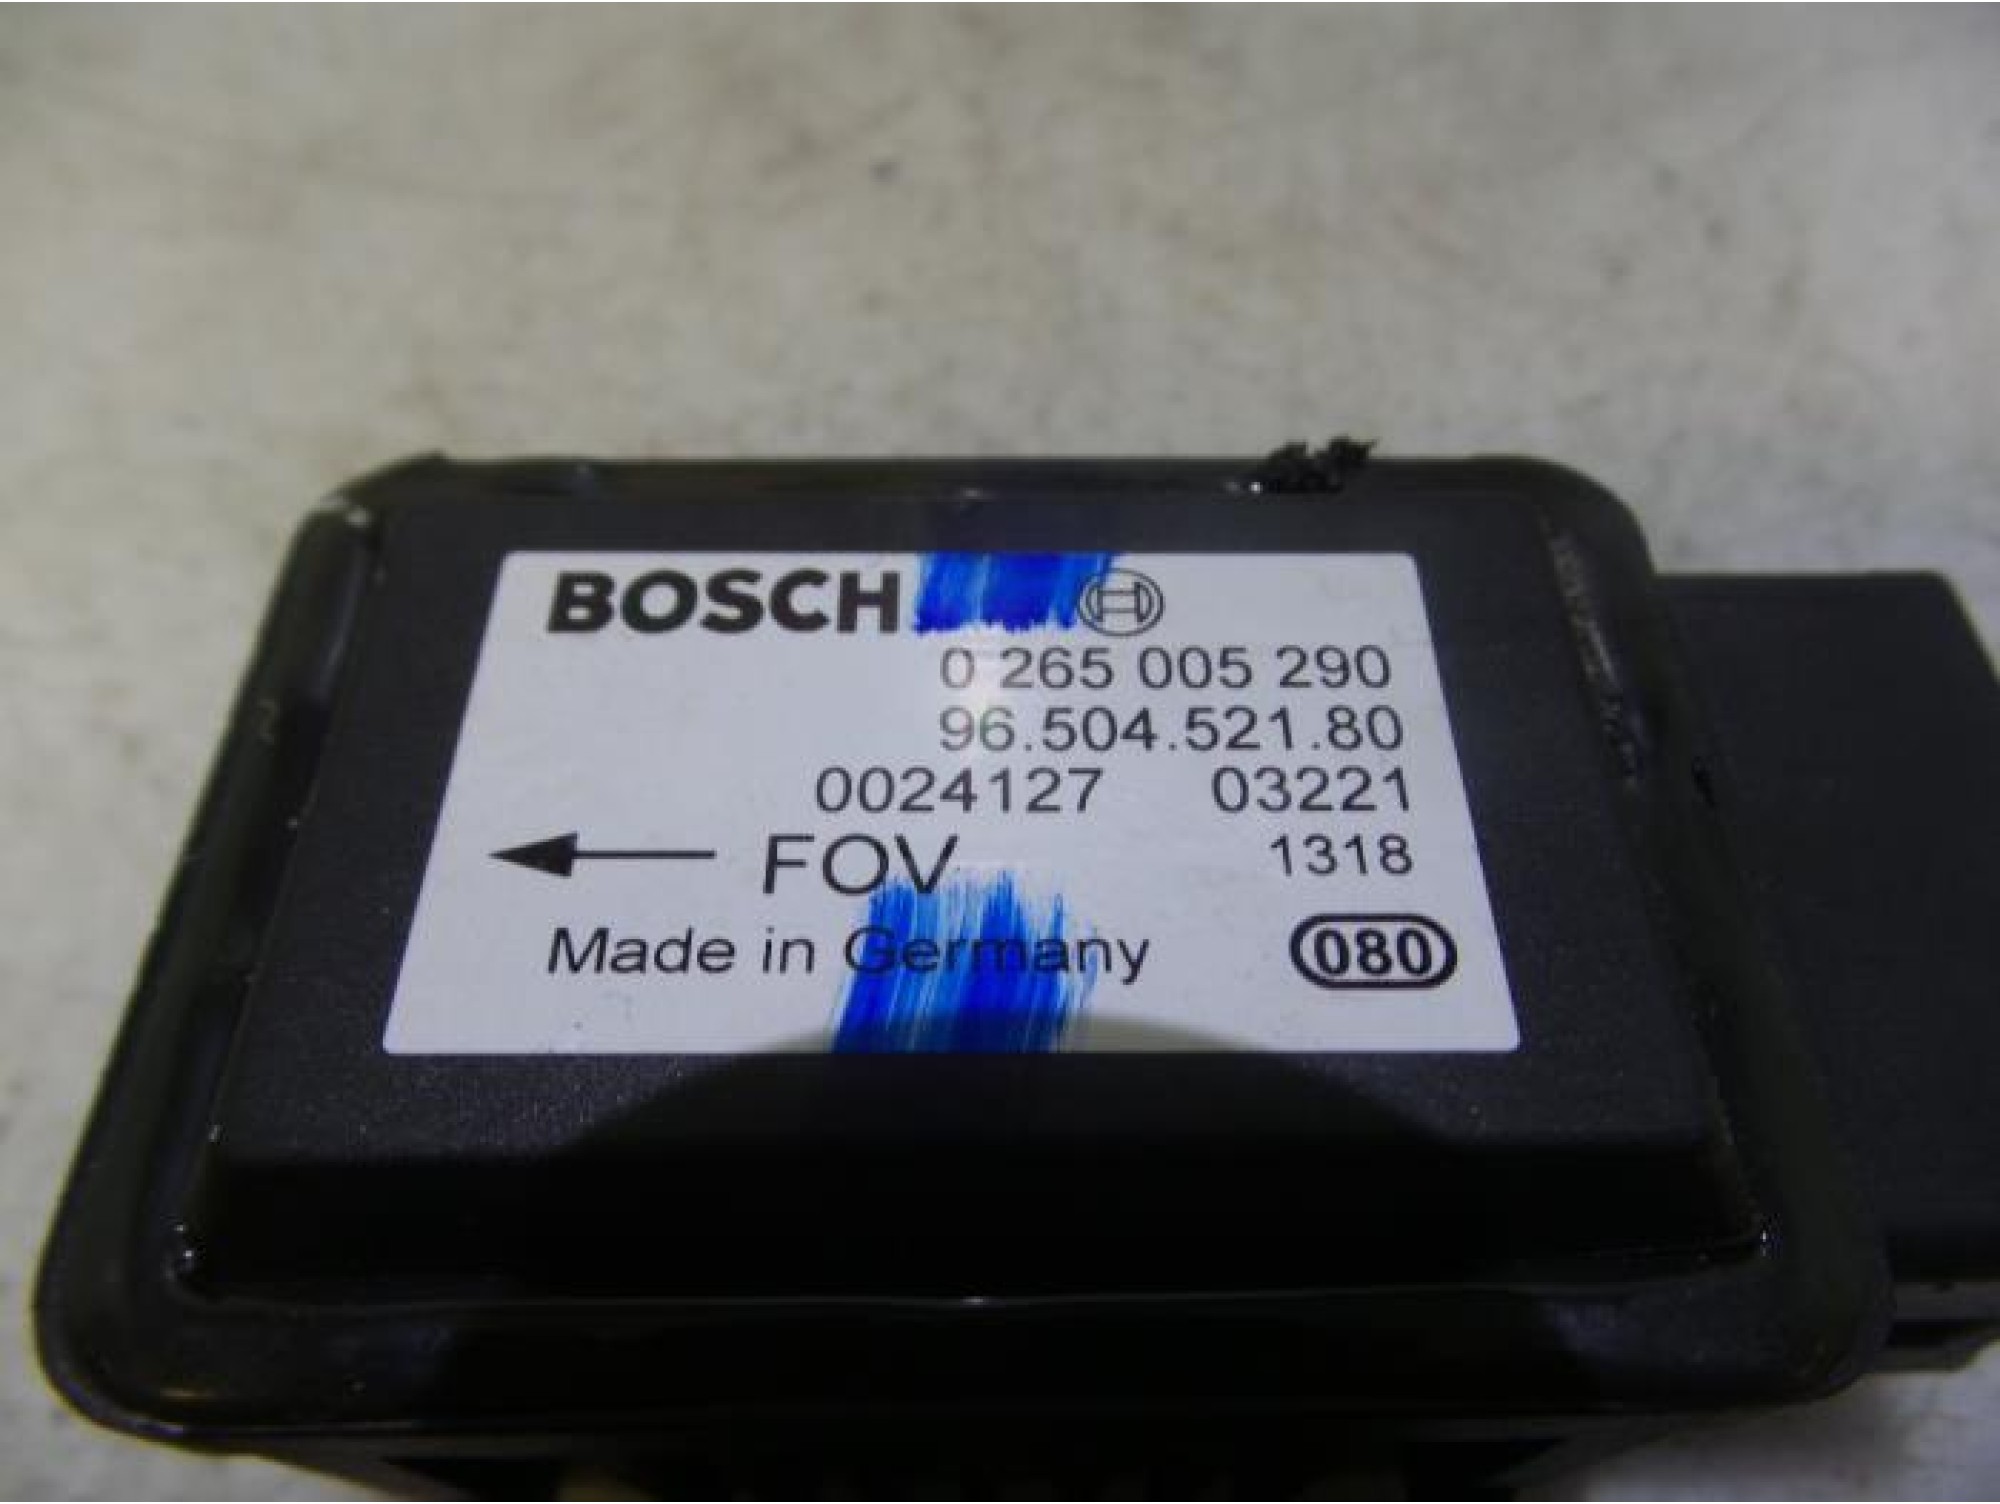 BOSCH
0 265 005 290
96.504.521.80
0024127 03221
FOV 1318
Made in Germany 080